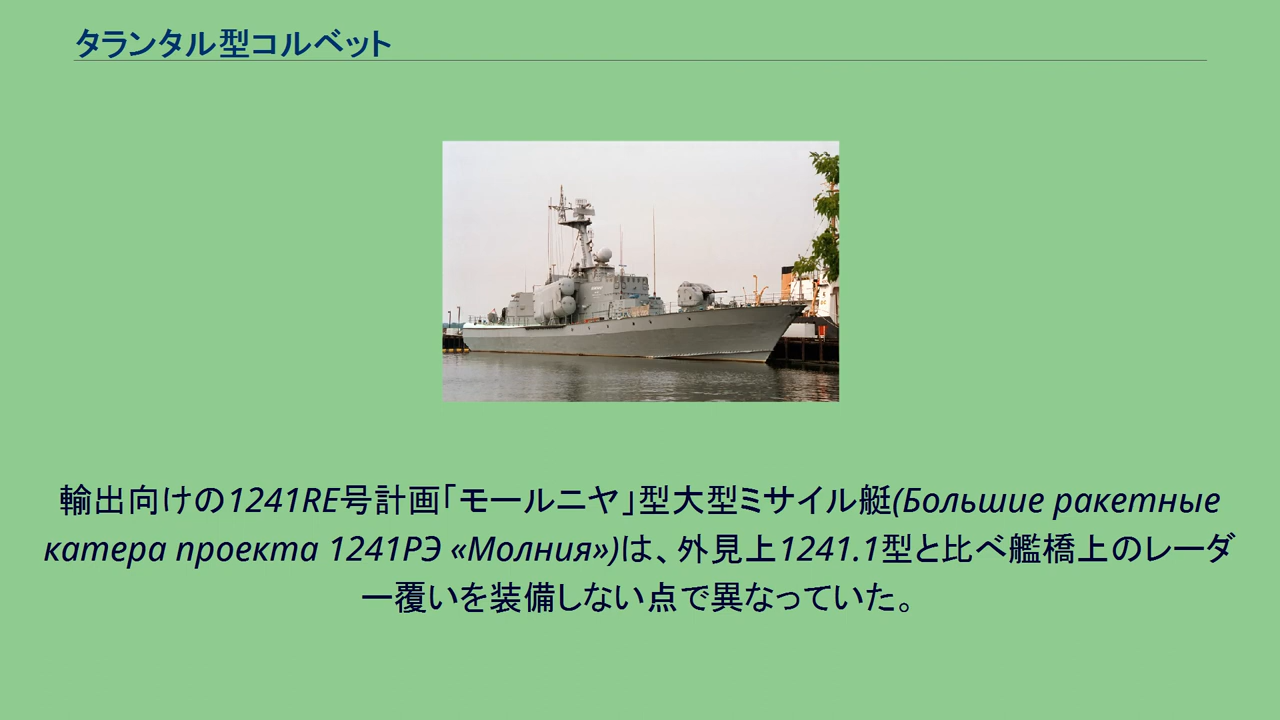 タランタル型コルベット
輸出向けの1241RE号計画「モールニヤ」型大型ミサイル艇(Большие ракетные
катера проекта 1241РЭ «Молния»)は、外見上1241.1型と比べ艦橋上のレーダ
ー覆いを装備しない点で異なっていた。